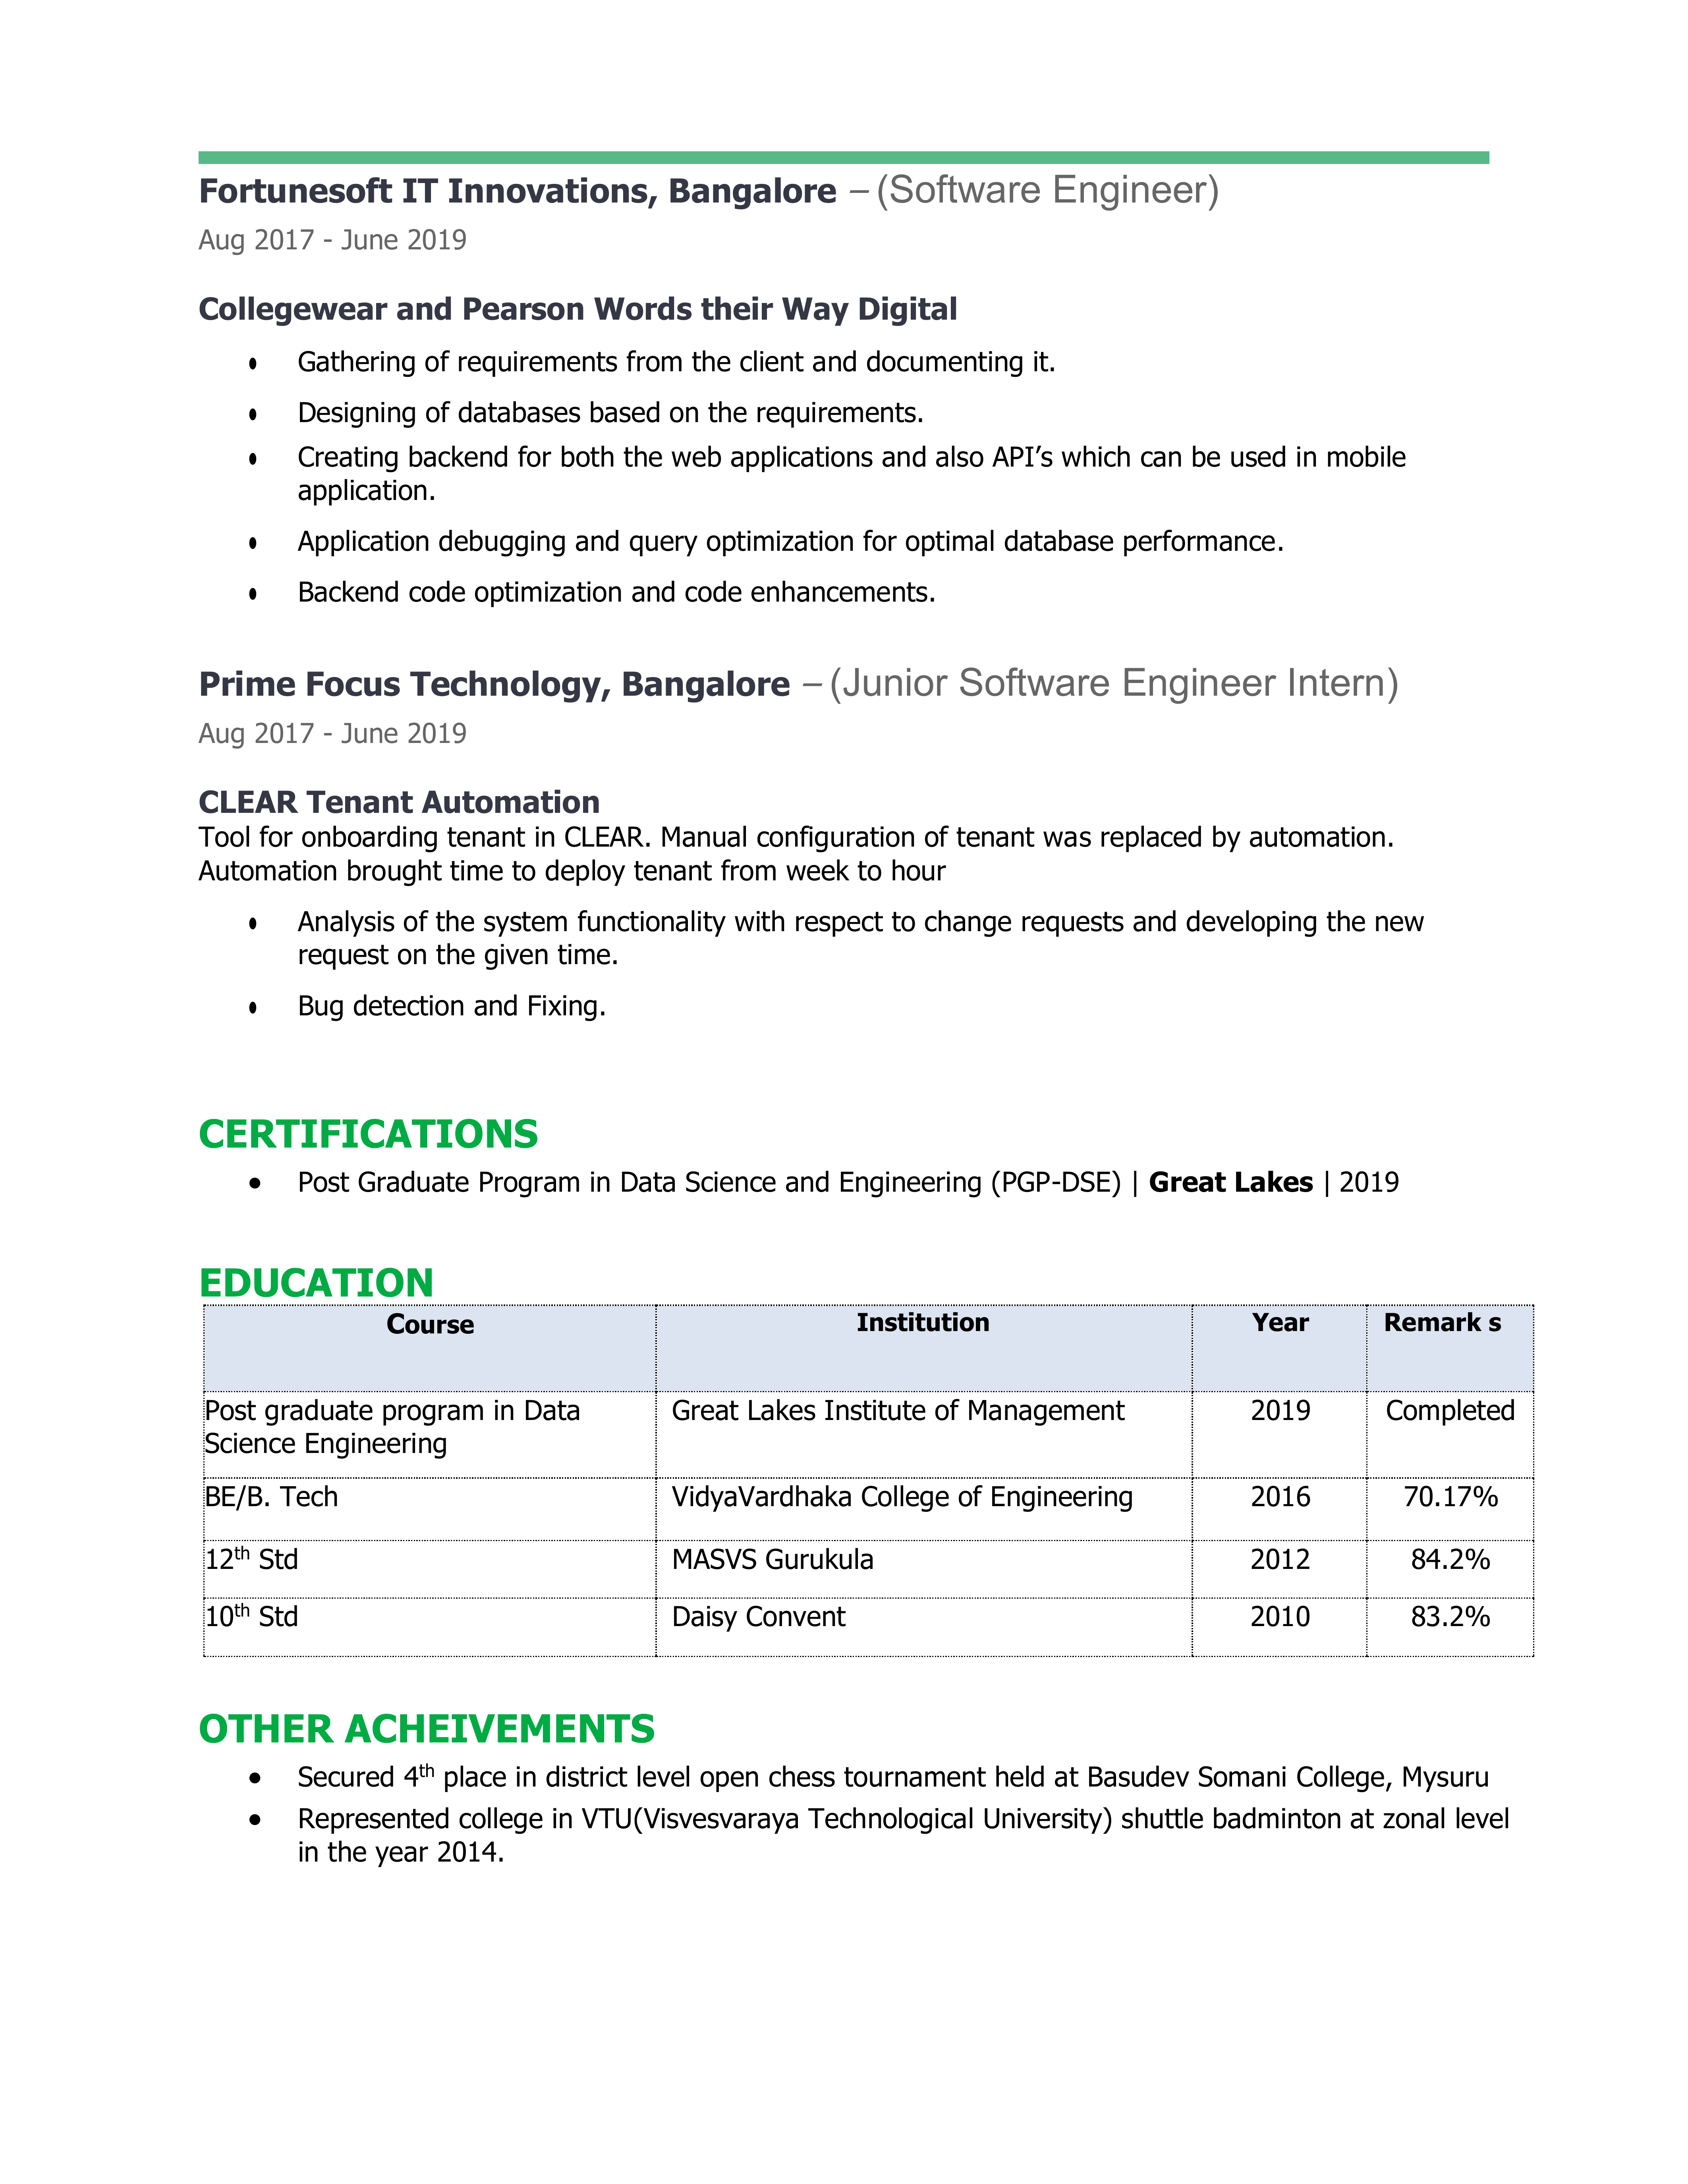 Fortunesoft IT Innovations, Bangalore – (Software Engineer)
Aug 2017 - June 2019
Collegewear and Pearson Words their Way Digital
• Gathering of requirements from the client and documenting it.
• Designing of databases based on the requirements.
• Creating backend for both the web applications and also API’s which can be used in mobile
application.
• Application debugging and query optimization for optimal database performance.
• Backend code optimization and code enhancements.
Prime Focus Technology, Bangalore – (Junior Software Engineer Intern)
Aug 2017 - June 2019
CLEAR Tenant Automation
Tool for onboarding tenant in CLEAR. Manual configuration of tenant was replaced by automation.
Automation brought time to deploy tenant from week to hour
• Analysis of the system functionality with respect to change requests and developing the new
request on the given time.
• Bug detection and Fixing.
CERTIFICATIONS
• Post Graduate Program in Data Science and Engineering (PGP-DSE) | Great Lakes | 2019
EDUCATION
Course Institution Year Remark s
Post graduate program in Data Great Lakes Institute of Management 2019 Completed
Science Engineering
BE/B. Tech VidyaVardhaka College of Engineering 2016 70.17%
12th Std MASVS Gurukula 2012 84.2%
10th Std Daisy Convent 2010 83.2%
OTHER ACHEIVEMENTS
• Secured 4th place in district level open chess tournament held at Basudev Somani College, Mysuru
• Represented college in VTU(Visvesvaraya Technological University) shuttle badminton at zonal level
in the year 2014.